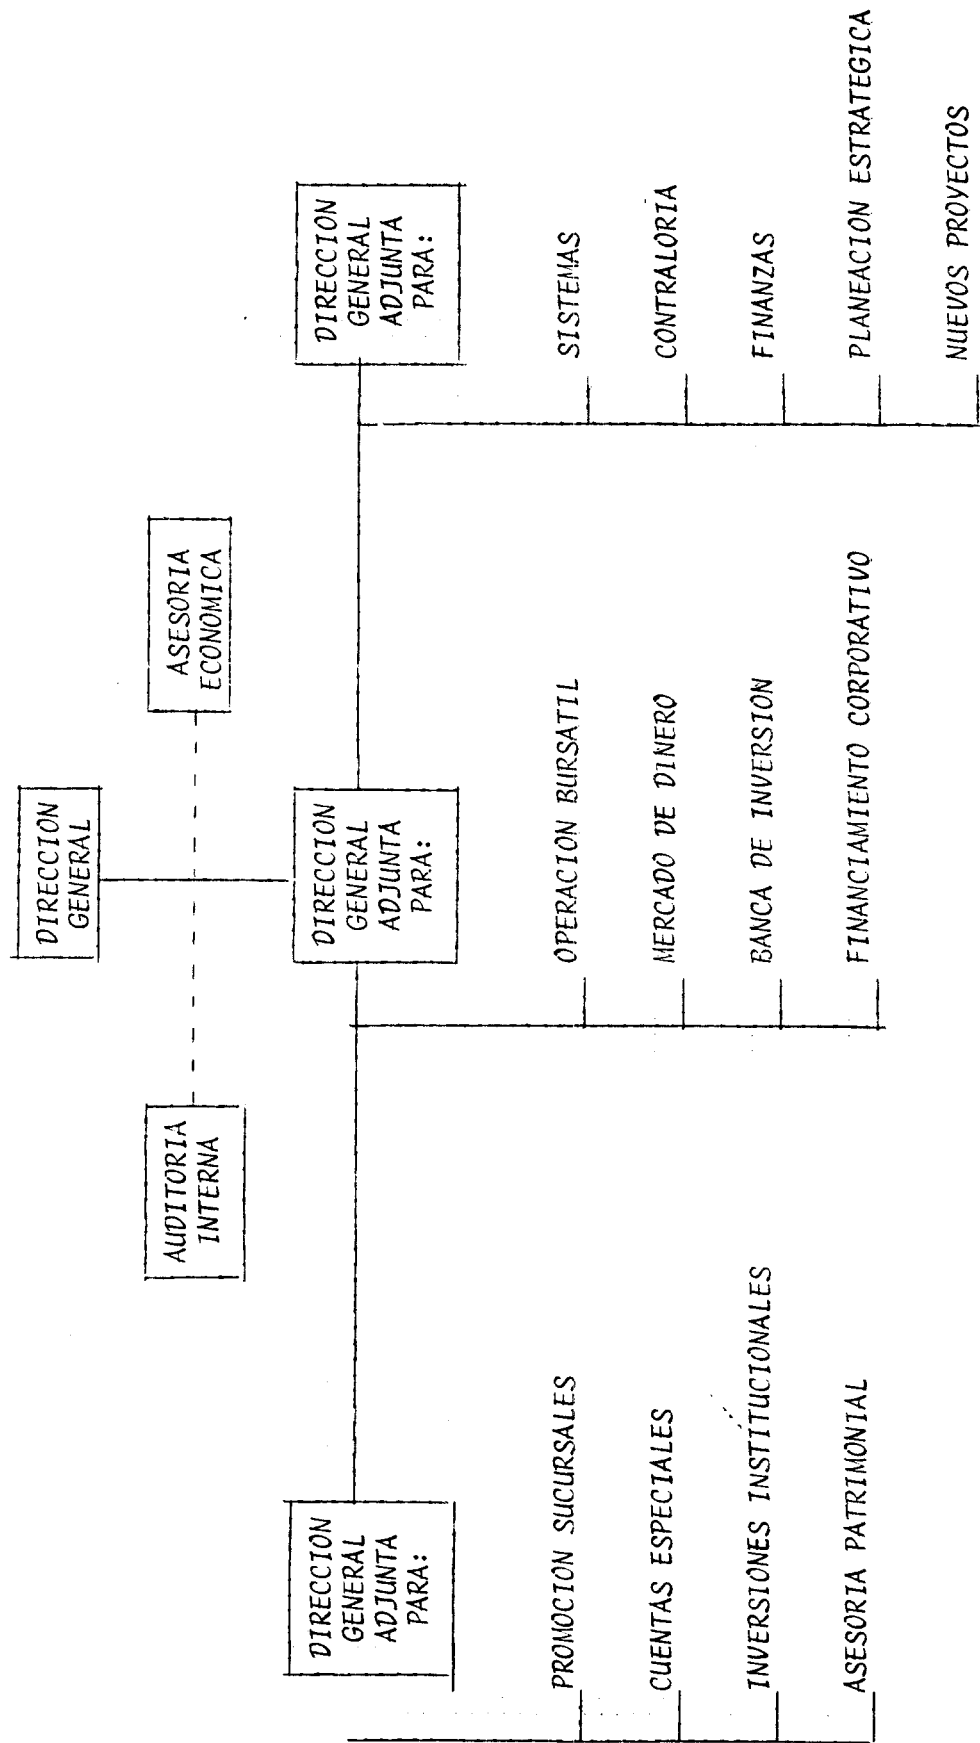 DIRECCION
GENERAL
AUDITORIA
INTERNA
ASESORIA
ECONOMICA
DIRECCION
GENERAL
ADJUNTA
PARA:
PROMOCION SUCURSALES
CUENTAS ESPECIALES
INVERSIONES INSTITUCIONALES
ASESORIA PATRIMONIAL
DIRECCION
GENERAL
ADJUNTA
PARA:
OPERACION BURSATIL
MERCADO DE DINERO
BANCA DE INVERSION
FINANCIAMIENTO CORPORATIVO
DIRECCION
GENERAL
ADJUNTA
PARA:
SISTEMAS
CONTRALORIA
FINANZAS
PLANEACION ESTRATEGICA
NUEVOS PROYECTOS